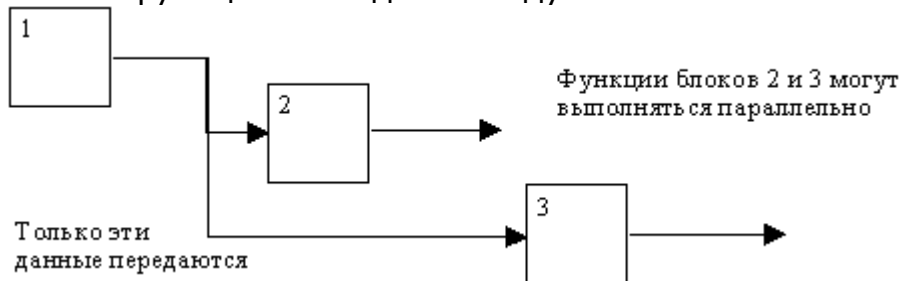 1
2
Функции блоков 2 и 3 могут
выполняться параллельно
3
Только эти
данные передаются